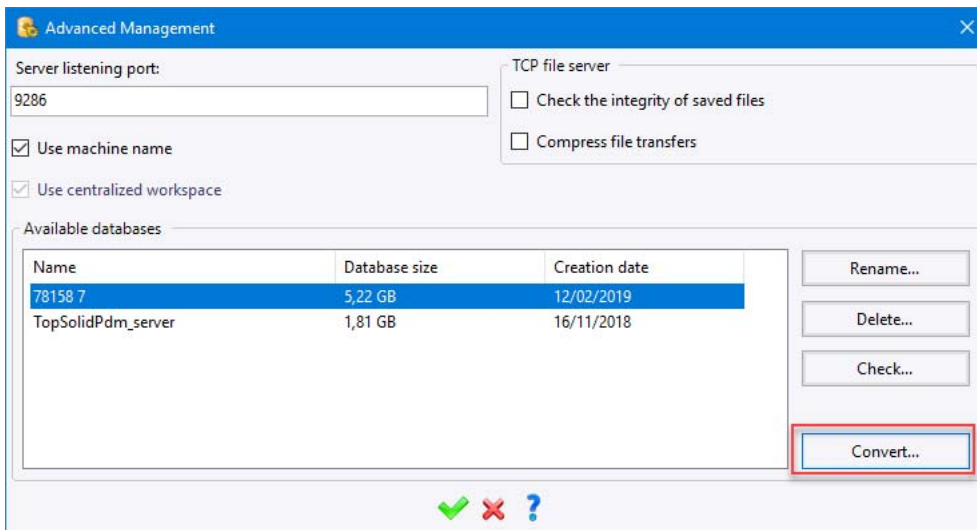 Advanced Management
Server listening port:
9286
Use machine name
Use centralized workspace
TCP file server
Check the integrity of saved files
Compress file transfers
Available databases
Name Database size Creation date
78158 7 5,22 GB 12/02/2019
TopSolidPdm_server 1,81 GB 16/11/2018
Rename...
Delete...
Check...
Convert...
?